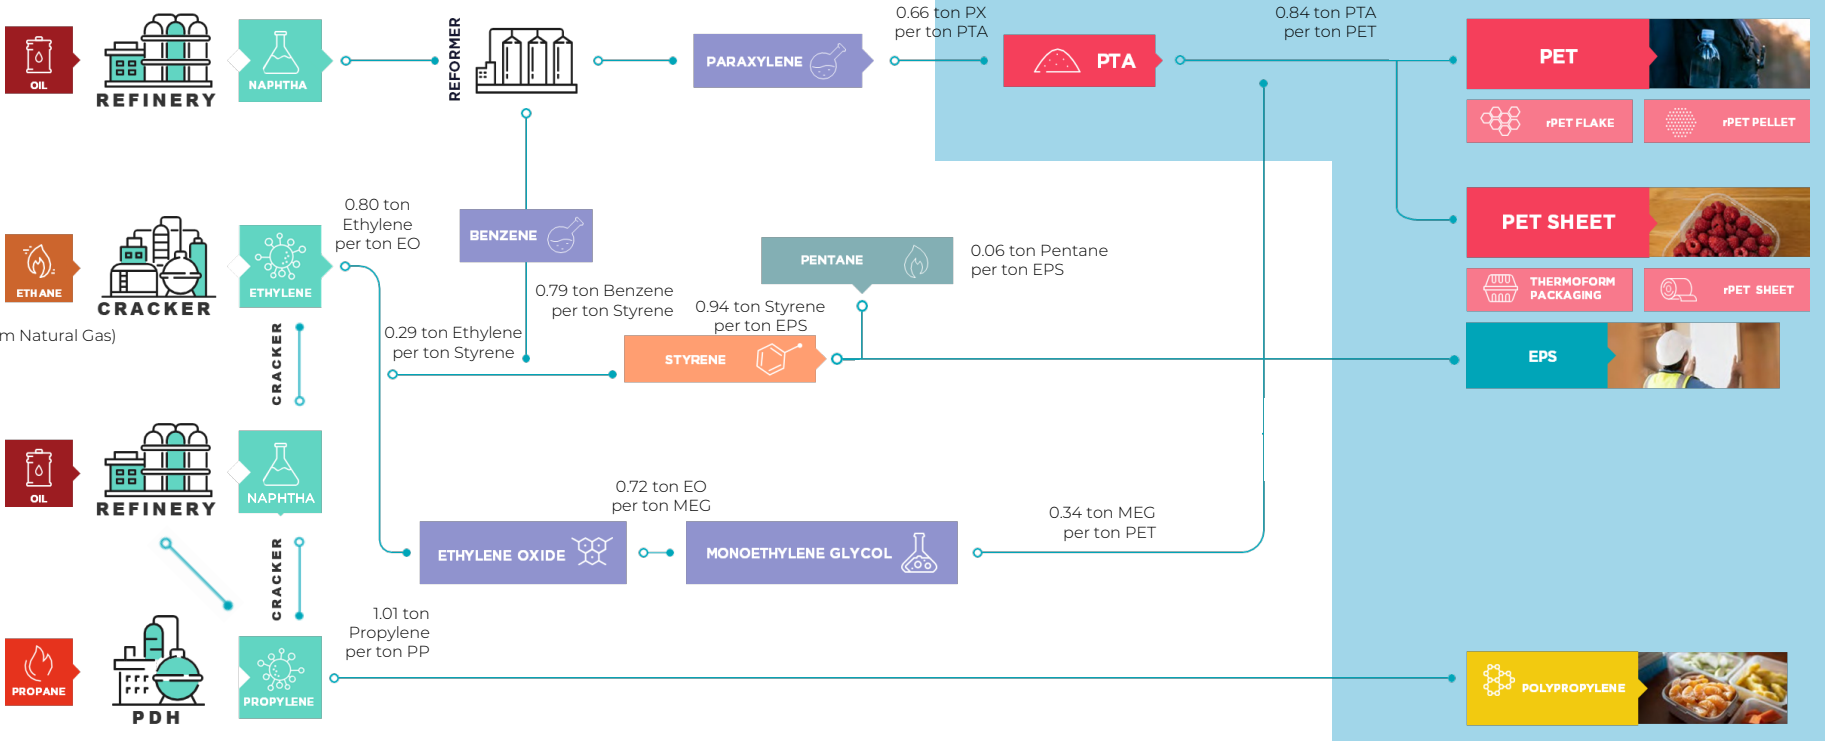 0.66 ton PX
per ton PTA
0.84 ton PTA
per ton PET
OIL
REFINERY
NAPHTHA
REFORMER
PARAXYLENE
PTA
PET
rPET FLAKE
rPET PELLET
0.80 ton
Ethylene
per ton EO
BENZENE
PET SHEET
ETHANE
CRACKER
ETHYLENE
PENTANE
0.06 ton Pentane
per ton EPS
THERMOFORM
PACKAGING
rPET SHEET
0.79 ton Benzene
per ton Styrene
0.94 ton Styrene
per ton EPS
m Natural Gas)
CRACKER
0.29 ton Ethylene
per ton Styrene
STYRENE
EPS
OIL
REFINERY
NAPHTHA
0.72 ton EO
per ton MEG
0.34 ton MEG
per ton PET
CRACKER
ETHYLENE OXIDE
MONOETHYLENE GLYCOL
1.01 ton
Propylene
per ton PP
PROPANE
PDH
PROPYLENE
POLYPROPYLENE